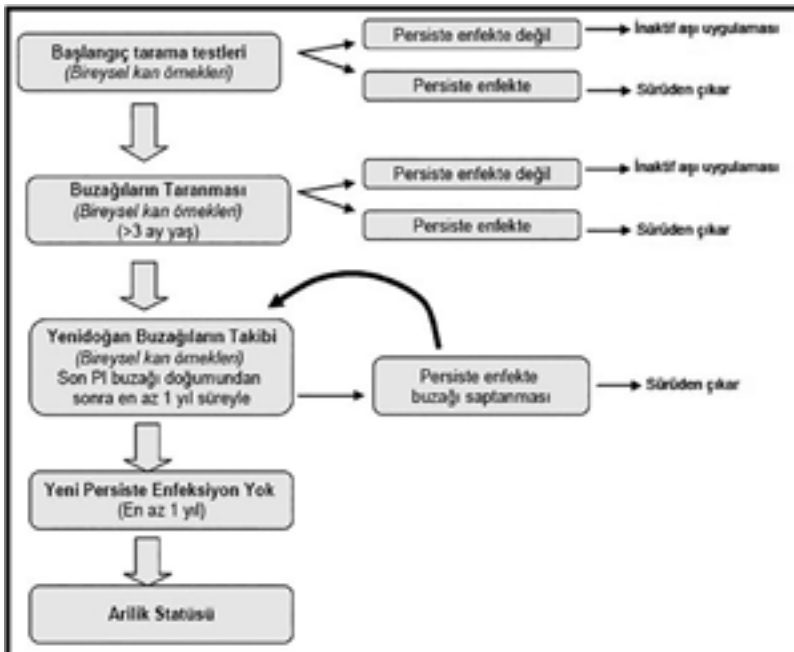 Başlangıç tarama testleri
(Bireysel kan örnekleri)
Persiste enfekte değil
İnaktif aşı uygulaması
Persiste enfekte
Sürüden çıkar
Buzağıların Taranması
(Bireysel kan örnekleri)
(>3 ay yaş)
Persiste enfekte değil
İnaktif aşı uygulaması
Persiste enfekte
Sürüden çıkar
Yenidoğan Buzağıların Takibi
(Bireysel kan örnekleri)
Son PI buzağı doğumundan
sonra en az 1 yıl süreyle
Persiste enfekte
buzağı saptanması
Sürüden çıkar
Yeni Persiste Enfeksiyon Yok
(En az 1 yıl)
Arilik Statüsü